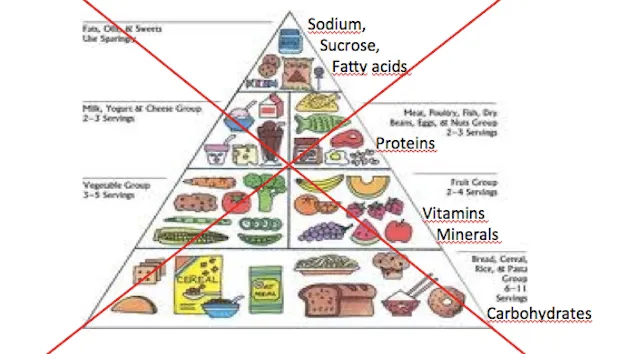 Fats, Oils, & Sweets
Use Sparingly
Sodium,
Sucrose,
Fatty acids
Milk, Yogurt & Cheese Group
2-3 Servings
Meat, Poultry, Fish, Dry
Beans, Eggs, & Nuts Group
2-3 Servings
Proteins
Vegetable Group
3-5 Servings
Fruit Group
2-4 Servings
Vitamins
Minerals
Bread, Cereal,
Rice, & Pasta
Group
6-11
Servings
CEREAL
OAT
MEAL
Carbohydrates